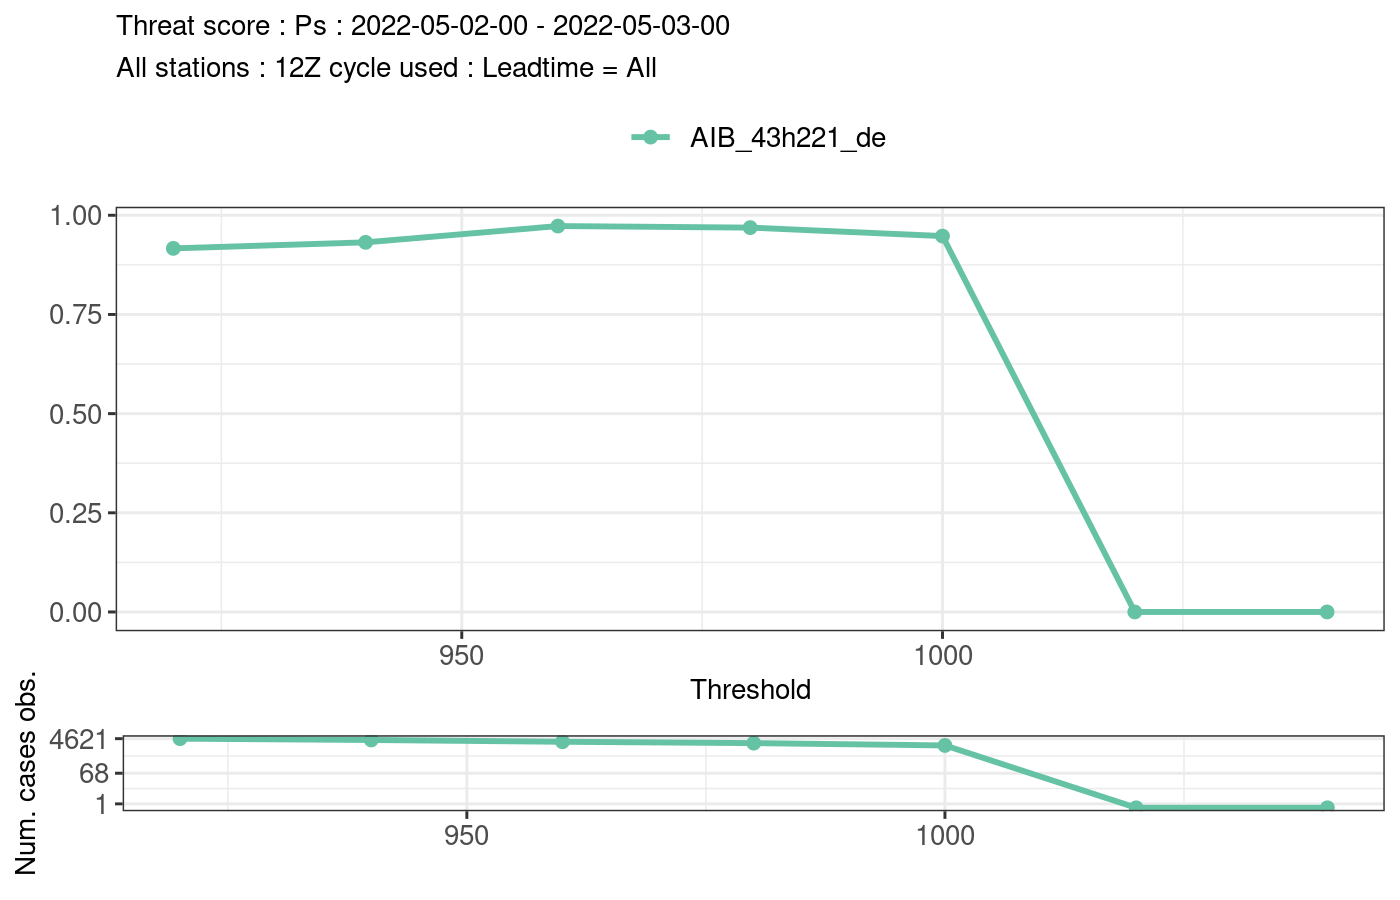 Threat score : Ps : 2022-05-02-00 - 2022-05-03-00
All stations : 12Z cycle used : Leadtime = All
AIB_43h221_de
1.00
0.75
0.50
0.25
0.00
950 1000
Threshold
Num. cases obs.
4621
68
1
950 1000